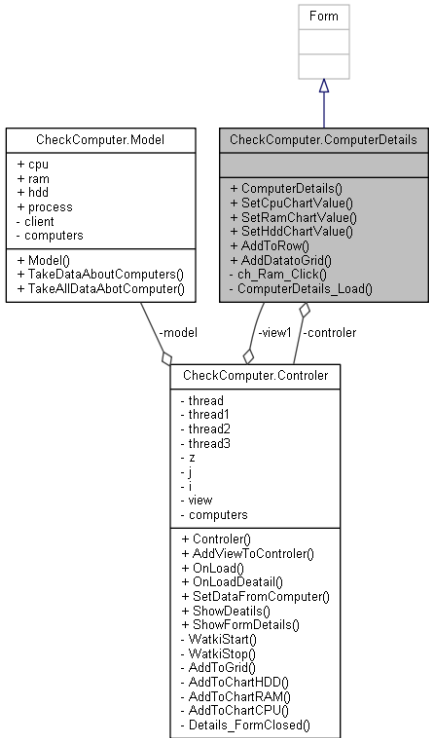 Form
CheckComputer.Model
+ cpu
+ ram
+ hdd
+ process
- client
- computers
+ Model()
+ TakeDataAboutComputers()
+ TakeAllDataAbotComputer()
CheckComputer.ComputerDetails
+ ComputerDetails()
+ SetCpuChartValue()
+ SetRamChartValue()
+ SetHddChartValue()
+ AddToRow()
+ AddDatatoGrid()
- ch_Ram_Click()
- ComputerDetails_Load()
-model
-view1
-controler
CheckComputer.Controler
- thread
- thread1
- thread2
- thread3
- z
- j
- i
- view
- computers
+ Controler()
+ AddViewToControler()
+ OnLoad()
+ OnLoadDeatail()
+ SetDataFromComputer()
+ ShowDeatils()
+ ShowFormDetails()
- WatkiStart()
- WatkiStop()
- AddToGrid()
- AddToChartHDD()
- AddToChartRAM()
- AddToChartCPU()
- Details_FormClosed()